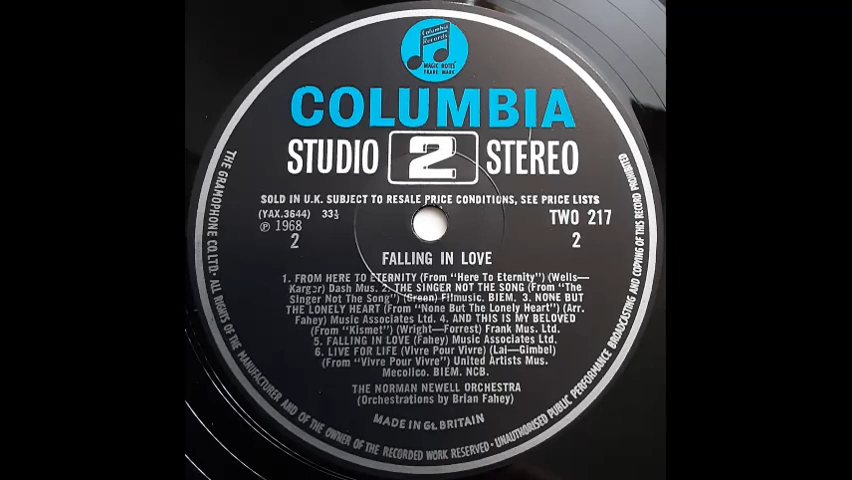 Columbia
Records
MAGIC NOTES
TRADE MARK
COLUMBIA
STUDIO 2 STEREO
SOLD IN U.K. SUBJECT TO RESALE PRICE CONDITIONS, SEE PRICE LISTS
(YAX.3644) 33⅓ TWO 217
℗ 1968
2 2
FALLING IN LOVE
1. FROM HERE TO ETERNITY (From "Here To Eternity") (Wells—
Karger) Dash Mus. 2. THE SINGER NOT THE SONG (From "The
Singer Not The Song") (Green) Filmusic. BIEM. 3. NONE BUT
THE LONELY HEART (From "None But The Lonely Heart") (Arr.
Fahey) Music Associates Ltd. 4. AND THIS IS MY BELOVED
(From "Kismet") (Wright—Forrest) Frank Mus. Ltd.
5. FALLING IN LOVE (Fahey) Music Associates Ltd.
6. LIVE FOR LIFE (Vivre Pour Vivre) (Lai—Gimbel)
(From "Vivre Pour Vivre") United Artists Mus.
Mecolico. BIEM. NCB.
THE NORMAN NEWELL ORCHESTRA
(Orchestrations by Brian Fahey)
MADE IN Gt. BRITAIN
THE GRAMOPHONE CO. LTD. · ALL RIGHTS OF THE MANUFACTURER AND OF THE OWNER OF THE RECORDED WORK RESERVED · UNAUTHORISED PUBLIC PERFORMANCE BROADCASTING AND COPYING OF THIS RECORD PROHIBITED